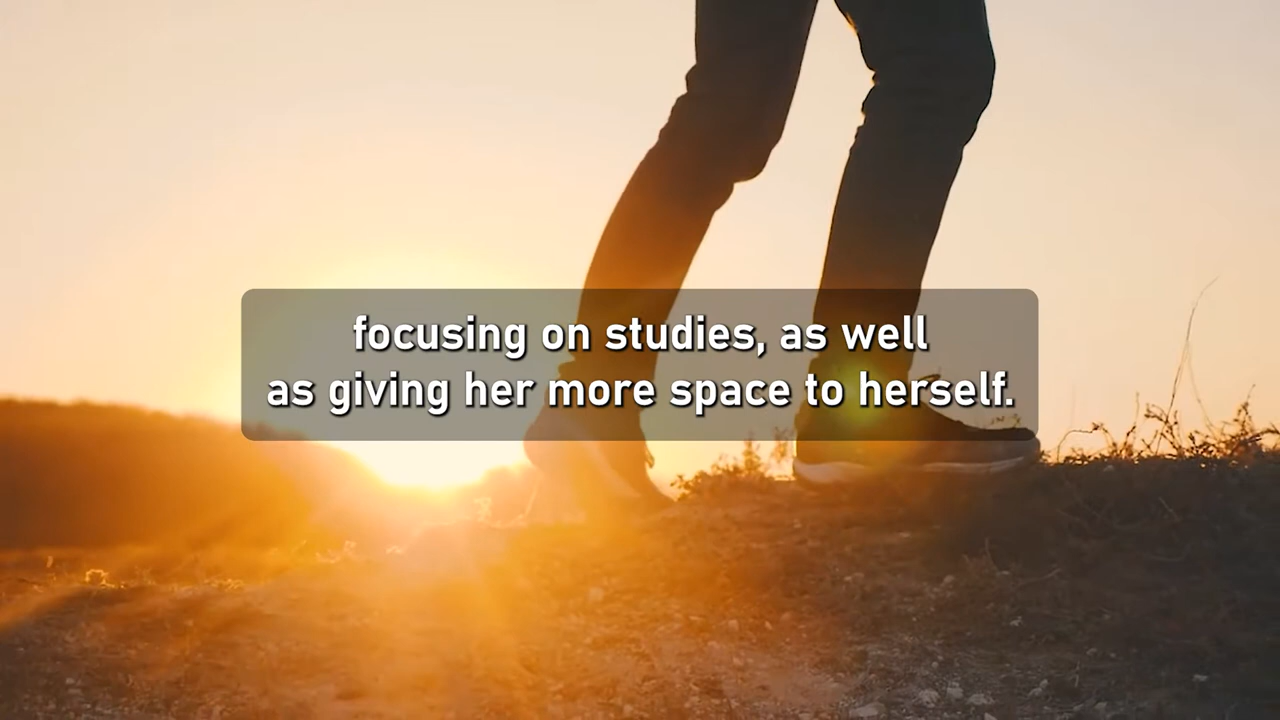 focusing on studies, as well
as giving her more space to herself.